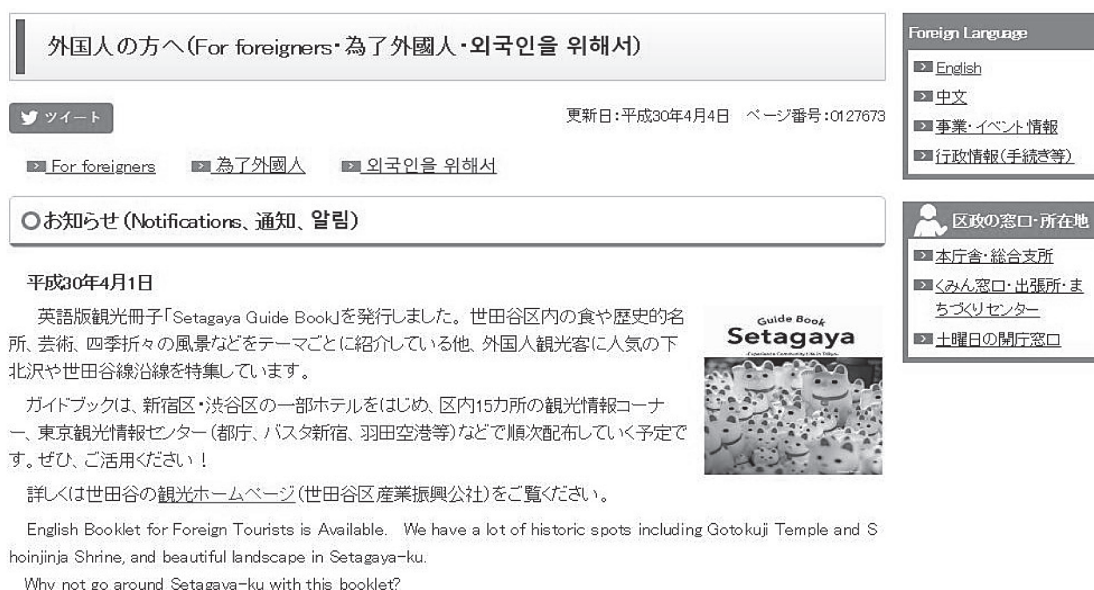 外国人の方へ(For foreigners・為了外國人・외국인을 위해서)
ツイート
更新日:平成30年4月4日 ページ番号:0127673
For foreigners 為了外國人 외국인을 위해서
○お知らせ(Notifications、通知、알림)
平成30年4月1日
英語版観光冊子「Setagaya Guide Book」を発行しました。世田谷区内の食や歴史的名
所、芸術、四季折々の風景などをテーマごとに紹介している他、外国人観光客に人気の下
北沢や世田谷線沿線を特集しています。
ガイドブックは、新宿区・渋谷区の一部ホテルをはじめ、区内15カ所の観光情報コーナ
ー、東京観光情報センター(都庁、バスタ新宿、羽田空港等)などで順次配布していく予定で
す。ぜひ、ご活用ください!
詳しくは世田谷の観光ホームページ(世田谷区産業振興公社)をご覧ください。
Guide Book
Setagaya
-Experience Community Life in Tokyo-
English Booklet for Foreign Tourists is Available. We have a lot of historic spots including Gotokuji Temple and S
hoinjinja Shrine, and beautiful landscape in Setagaya-ku.
Why not go around Setagaya-ku with this booklet?
Foreign Language
English
中文
事業・イベント情報
行政情報(手続き等)
区政の窓口・所在地
本庁舎・総合支所
くみん窓口・出張所・ま
ちづくりセンター
土曜日の開庁窓口